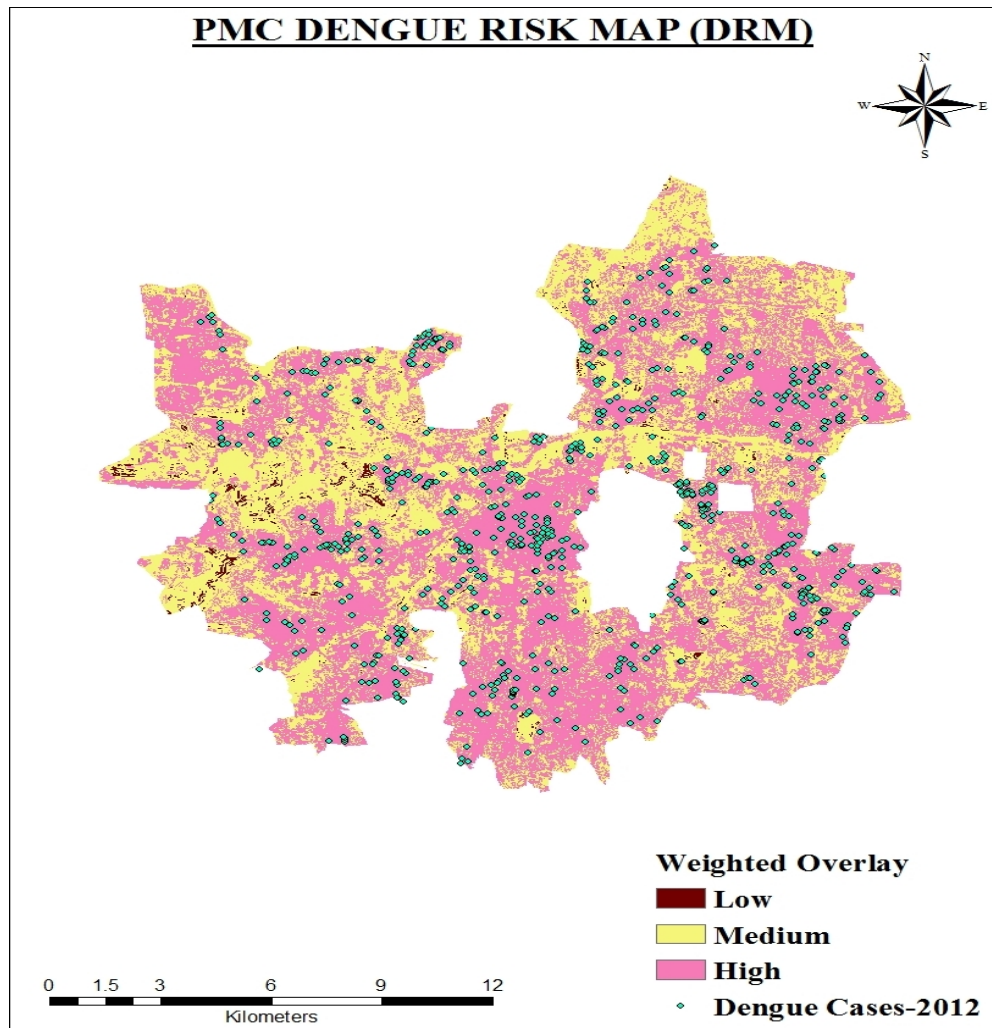 PMC DENGUE RISK MAP (DRM)
N
W E
S
Weighted Overlay
Low
Medium
High
Dengue Cases-2012
0 1.5 3 6 9 12
Kilometers